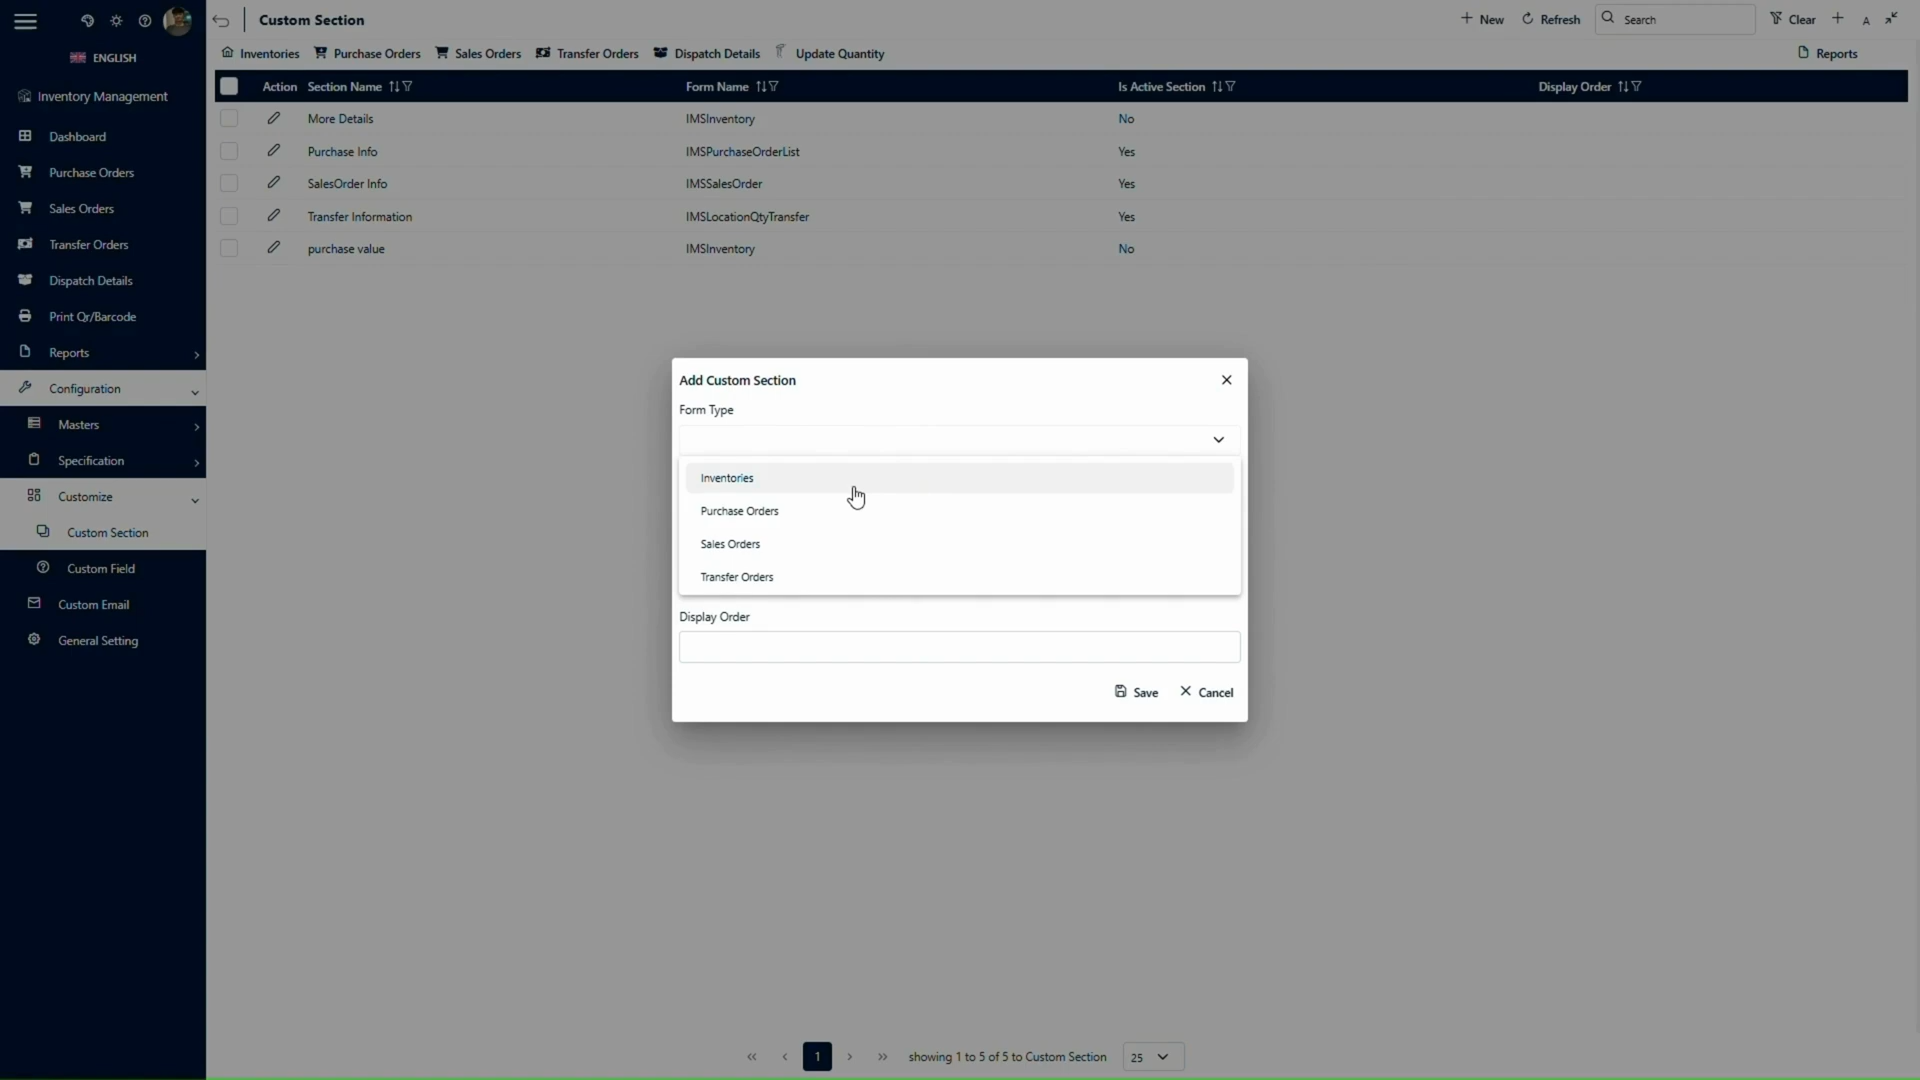 Custom Section
New
Refresh
Search
Clear
A
ENGLISH
Inventories
Purchase Orders
Sales Orders
Transfer Orders
Dispatch Details
Update Quantity
Reports
Inventory Management
Dashboard
Purchase Orders
Sales Orders
Transfer Orders
Dispatch Details
Print Qr/Barcode
Reports
Configuration
Masters
Specification
Customize
Custom Section
Custom Field
Custom Email
General Setting
Action Section Name Form Name Is Active Section Display Order
More Details IMSInventory No
Purchase Info IMSPurchaseOrderList Yes
SalesOrder Info IMSSalesOrder Yes
Transfer Information IMSLocationQtyTransfer Yes
purchase value IMSInventory No
Add Custom Section
Form Type
Inventories
Purchase Orders
Sales Orders
Transfer Orders
Display Order
Save
Cancel
1
showing 1 to 5 of 5 to Custom Section
25